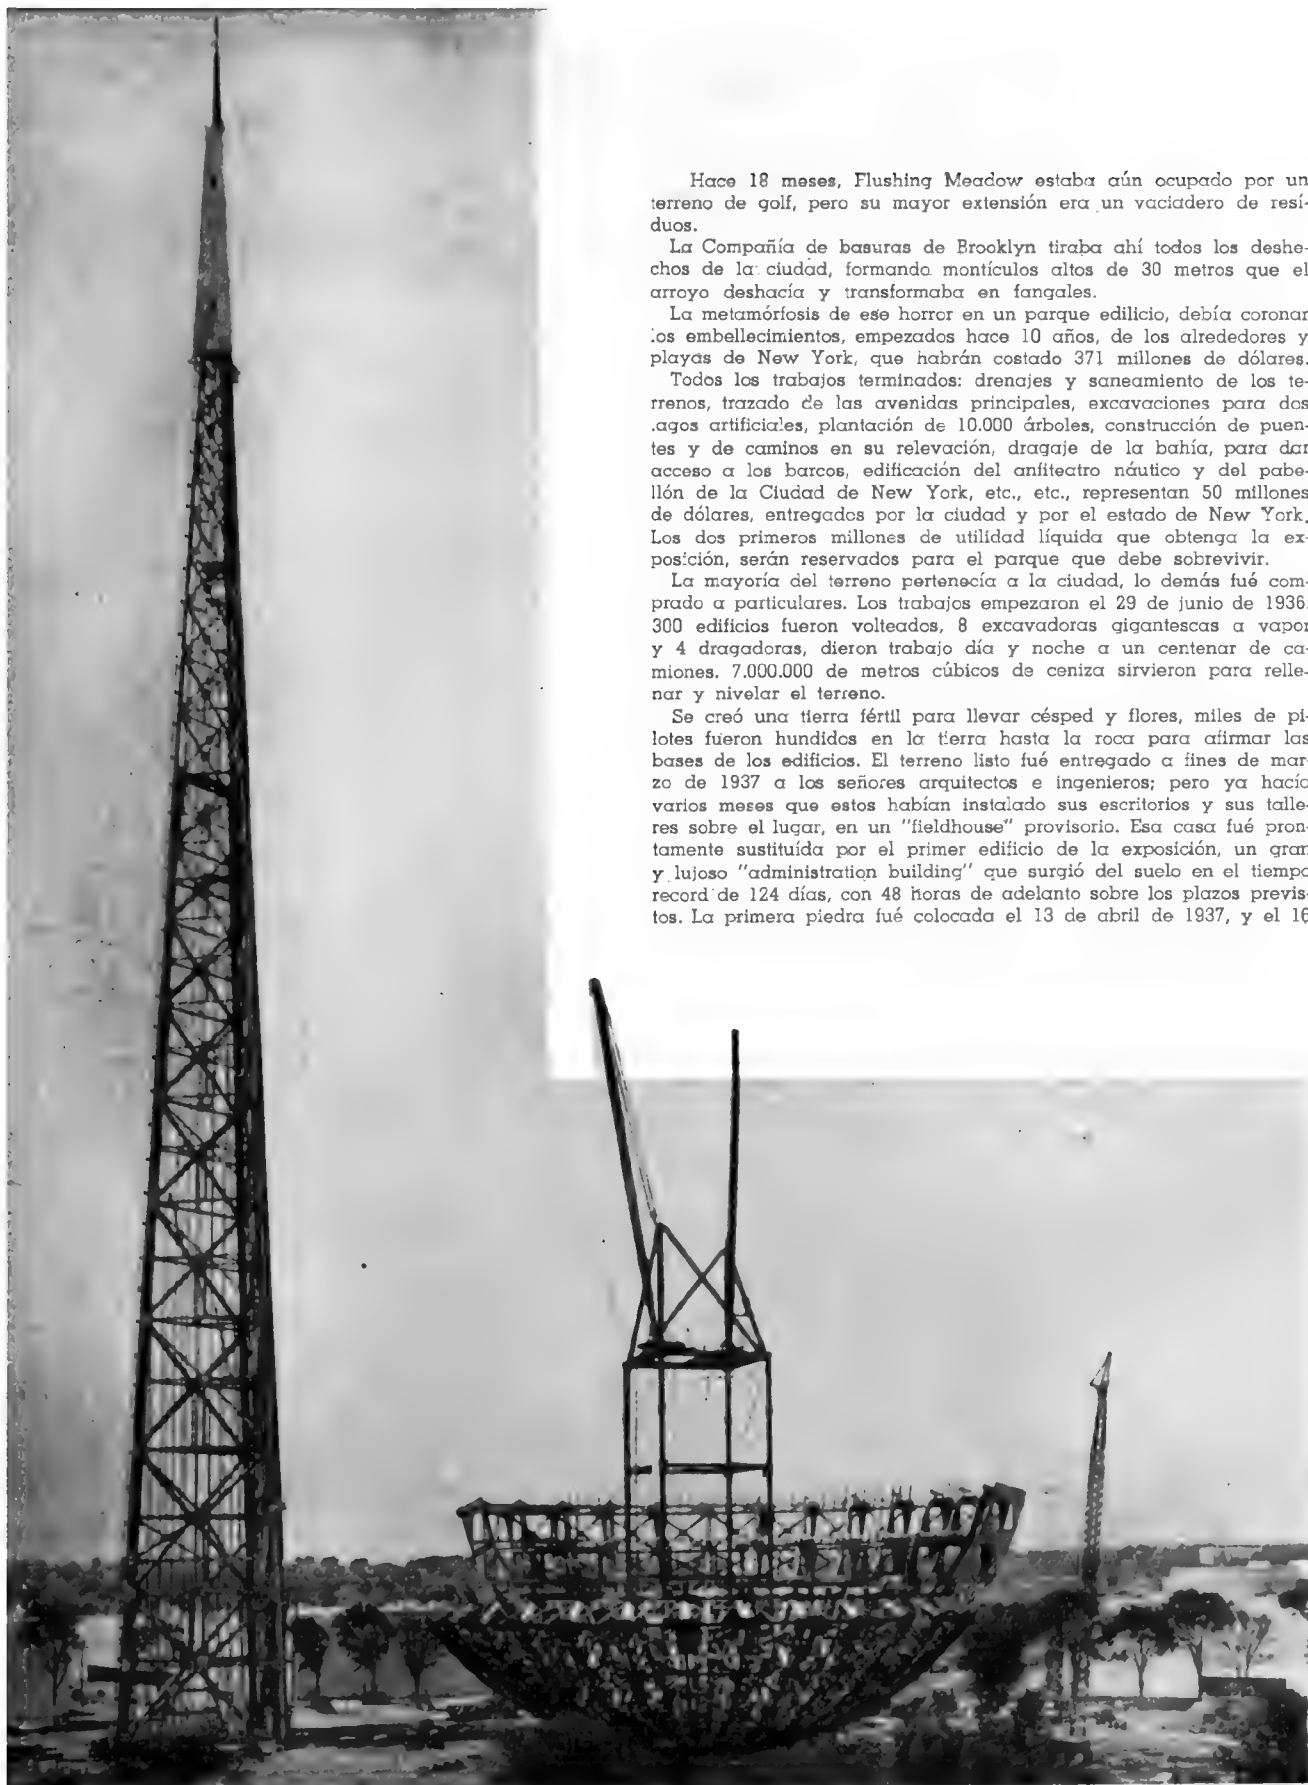 Hace 18 meses, Flushing Meadow estaba aún ocupado por un
terreno de golf, pero su mayor extensión era un vaciadero de resí-
duos.
La Compañía de basuras de Brooklyn tiraba ahí todos los deshe-
chos de la ciudad, formando montículos altos de 30 metros que el
arroyo deshacía y transformaba en fangales.
La metamórfosis de ese horror en un parque edilicio, debía coronar
los embellecimientos, empezados hace 10 años, de los alrededores y
playas de New York, que habrán costado 371 millones de dólares.
Todos los trabajos terminados: drenajes y saneamiento de los te-
rrenos, trazado de las avenidas principales, excavaciones para dos
lagos artificiales, plantación de 10.000 árboles, construcción de puen-
tes y de caminos en su relevación, dragaje de la bahía, para dar
acceso a los barcos, edificación del anfiteatro náutico y del pabe-
llón de la Ciudad de New York, etc., etc., representan 50 millones
de dólares, entregados por la ciudad y por el estado de New York.
Los dos primeros millones de utilidad líquida que obtenga la ex-
posición, serán reservados para el parque que debe sobrevivir.
La mayoría del terreno pertenecía a la ciudad, lo demás fué com-
prado a particulares. Los trabajos empezaron el 29 de junio de 1936.
300 edificios fueron volteados, 8 excavadoras gigantescas a vapor
y 4 dragadoras, dieron trabajo día y noche a un centenar de ca-
miones. 7.000.000 de metros cúbicos de ceniza sirvieron para relle-
nar y nivelar el terreno.
Se creó una tierra fértil para llevar césped y flores, miles de pi-
lotes fueron hundidos en la tierra hasta la roca para afirmar las
bases de los edificios. El terreno listo fué entregado a fines de mar-
zo de 1937 a los señores arquitectos e ingenieros; pero ya hacía
varios meses que estos habían instalado sus escritorios y sus talle-
res sobre el lugar, en un "fieldhouse" provisorio. Esa casa fué pron-
tamente sustituída por el primer edificio de la exposición, un gran
y lujoso "administration building" que surgió del suelo en el tiempo
record de 124 días, con 48 horas de adelanto sobre los plazos previs-
tos. La primera piedra fué colocada el 13 de abril de 1937, y el 16